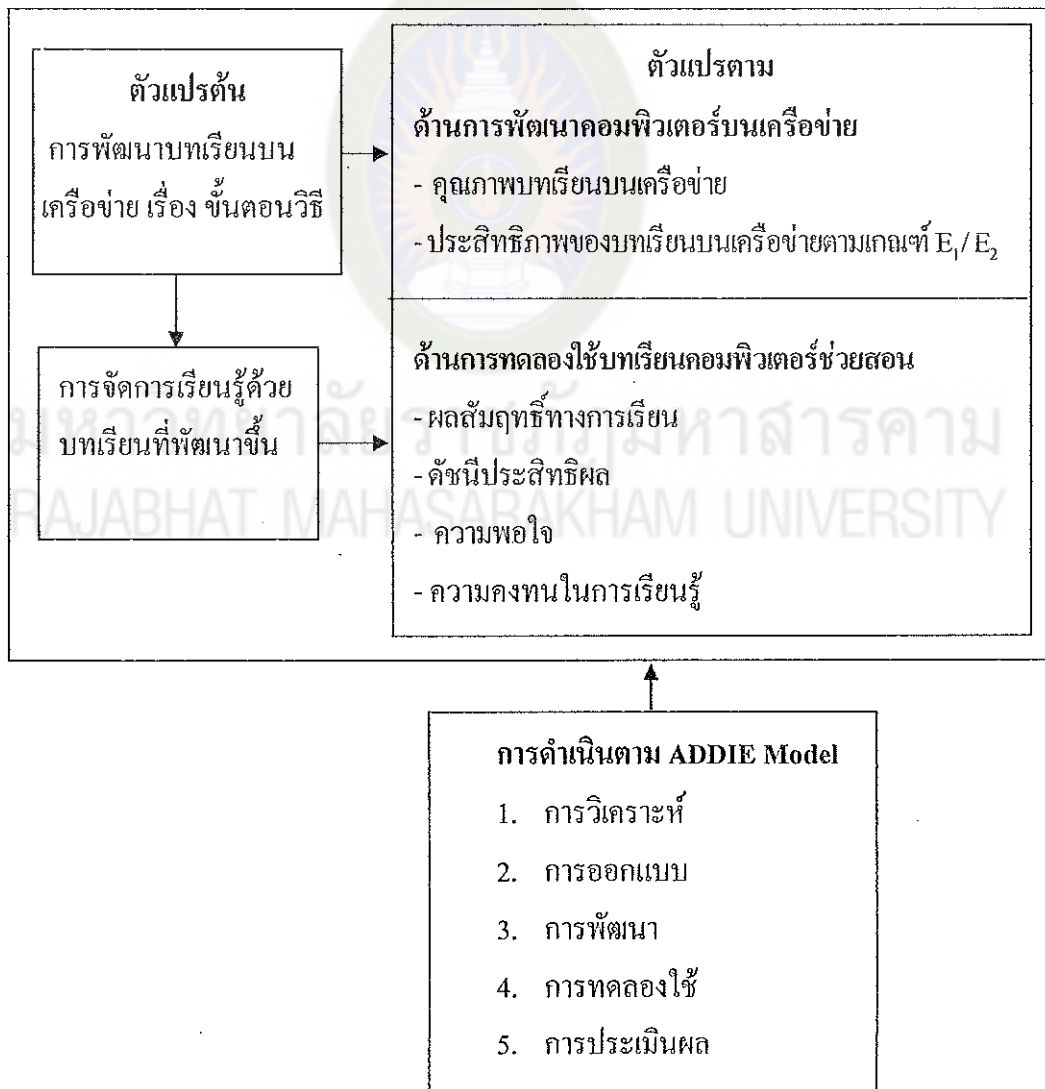 ตัวแปรต้น
การพัฒนาบทเรียนบน
เครือข่าย เรื่อง ขั้นตอนวิธี
การจัดการเรียนรู้ด้วย
บทเรียนที่พัฒนาขึ้น
ตัวแปรตาม
ด้านการพัฒนาคอมพิวเตอร์บนเครือข่าย
- คุณภาพบทเรียนบนเครือข่าย
- ประสิทธิภาพของบทเรียนบนเครือข่ายตามเกณฑ์ E₁/E₂
ด้านการทดลองใช้บทเรียนคอมพิวเตอร์ช่วยสอน
- ผลสัมฤทธิ์ทางการเรียน
- ดัชนีประสิทธิผล
- ความพอใจ
- ความคงทนในการเรียนรู้
มหาวิทยาลัยราชภัฏมหาสารคาม
RAJABHAT MAHASARAKHAM UNIVERSITY
การดำเนินตาม ADDIE Model
1. การวิเคราะห์
2. การออกแบบ
3. การพัฒนา
4. การทดลองใช้
5. การประเมินผล